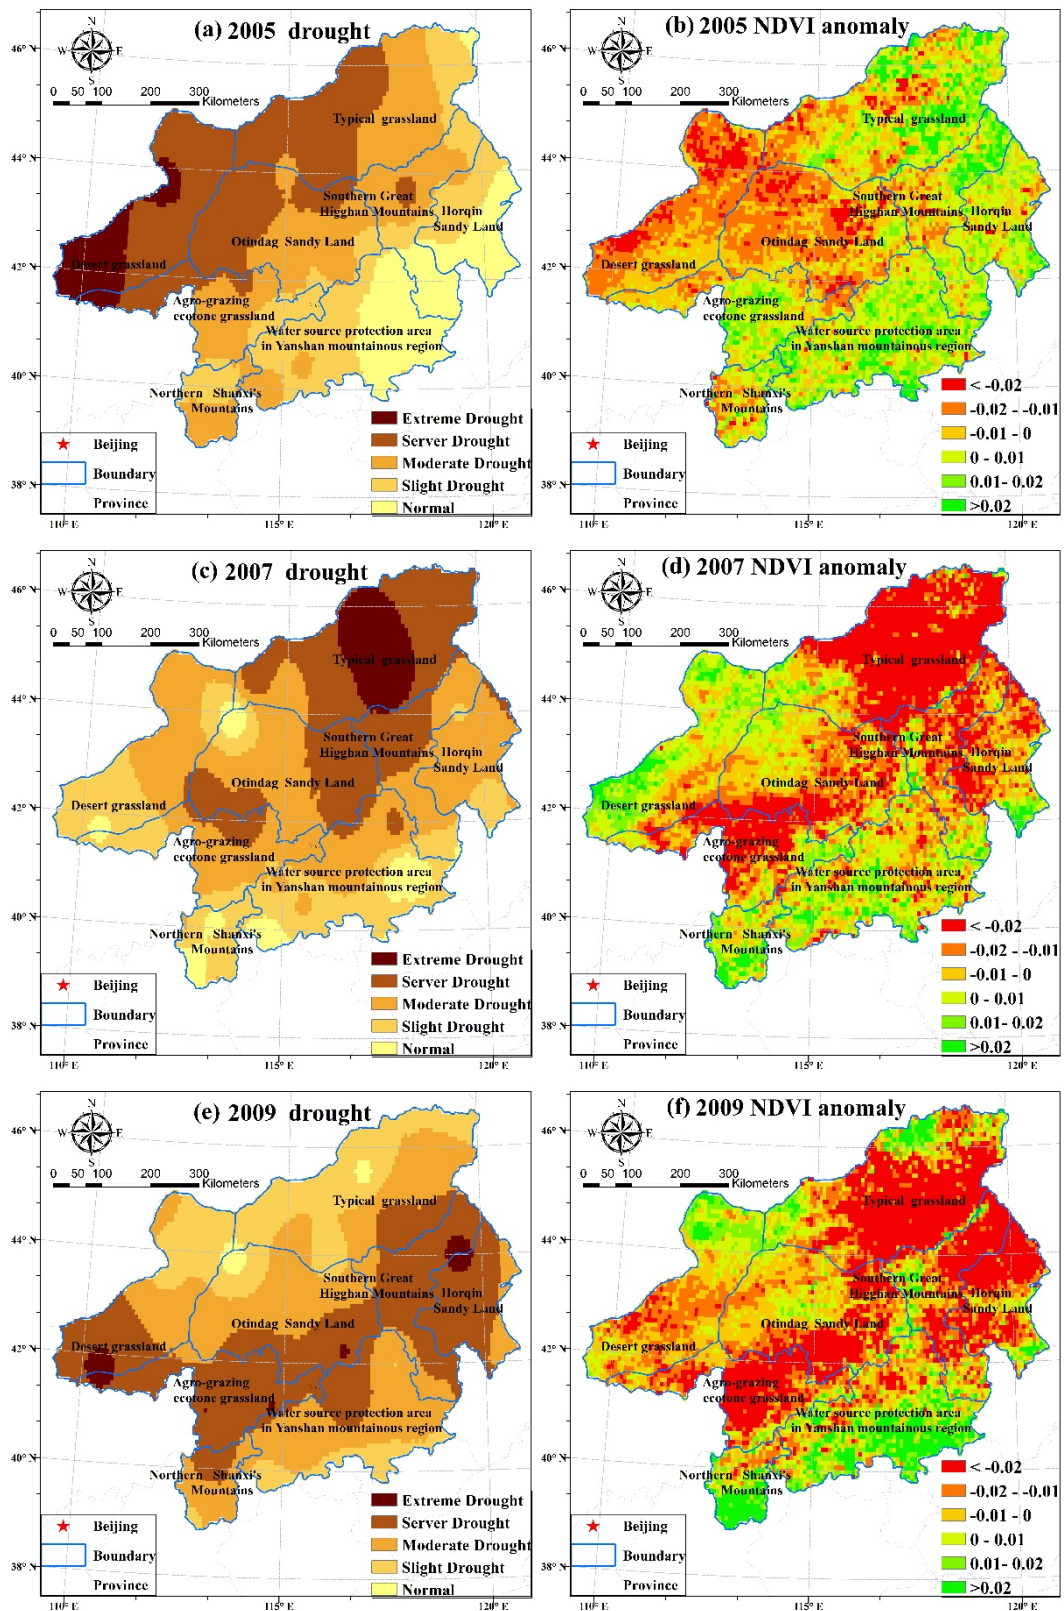 (a) 2005 drought
N
W E
S
0 50 100 200 300
Kilometers
46° N
44° N
42° N
40° N
38° N
Typical grassland
Southern Great
Higghan Mountains
Horqin
Sandy Land
Otindag Sandy Land
Desert grassland
Agro-grazing
ecotone grassland
Water source protection area
in Yanshan mountainous region
Northern Shanxi's
Mountains
Beijing
Boundary
Province
Extreme Drought
Server Drought
Moderate Drought
Slight Drought
Normal
110° E 115° E 120° E
(b) 2005 NDVI anomaly
N
W E
S
0 50 100 200 300
Kilometers
46° N
44° N
42° N
40° N
38° N
Typical grassland
Southern Great
Higghan Mountains
Horqin
Sandy Land
Otindag Sandy Land
Desert grassland
Agro-grazing
ecotone grassland
Water source protection area
in Yanshan mountainous region
Northern Shanxi's
Mountains
Beijing
Boundary
Province
< -0.02
-0.02 - -0.01
-0.01 - 0
0 - 0.01
0.01- 0.02
>0.02
110° E 115° E 120° E
(c) 2007 drought
N
W E
S
0 50 100 200 300
Kilometers
46° N
44° N
42° N
40° N
38° N
Typical grassland
Southern Great
Higghan Mountains
Horqin
Sandy Land
Otindag Sandy Land
Desert grassland
Agro-grazing
ecotone grassland
Water source protection area
in Yanshan mountainous region
Northern Shanxi's
Mountains
Beijing
Boundary
Province
Extreme Drought
Server Drought
Moderate Drought
Slight Drought
Normal
110° E 115° E 120° E
(d) 2007 NDVI anomaly
N
W E
S
0 50 100 200 300
Kilometers
46° N
44° N
42° N
40° N
38° N
Typical grassland
Southern Great
Higghan Mountains
Horqin
Sandy Land
Otindag Sandy Land
Desert grassland
Agro-grazing
ecotone grassland
Water source protection area
in Yanshan mountainous region
Northern Shanxi's
Mountains
Beijing
Boundary
Province
< -0.02
-0.02 - -0.01
-0.01 - 0
0 - 0.01
0.01- 0.02
>0.02
110° E 115° E 120° E
(e) 2009 drought
N
W E
S
0 50 100 200 300
Kilometers
46° N
44° N
42° N
40° N
38° N
Typical grassland
Southern Great
Higghan Mountains
Horqin
Sandy Land
Otindag Sandy Land
Desert grassland
Agro-grazing
ecotone grassland
Water source protection area
in Yanshan mountainous region
Northern Shanxi's
Mountains
Beijing
Boundary
Province
Extreme Drought
Server Drought
Moderate Drought
Slight Drought
Normal
110° E 115° E 120° E
(f) 2009 NDVI anomaly
N
W E
S
0 50 100 200 300
Kilometers
46° N
44° N
42° N
40° N
38° N
Typical grassland
Southern Great
Higghan Mountains
Horqin
Sandy Land
Otindag Sandy Land
Desert grassland
Agro-grazing
ecotone grassland
Water source protection area
in Yanshan mountainous region
Northern Shanxi's
Mountains
Beijing
Boundary
Province
< -0.02
-0.02 - -0.01
-0.01 - 0
0 - 0.01
0.01- 0.02
>0.02
110° E 115° E 120° E